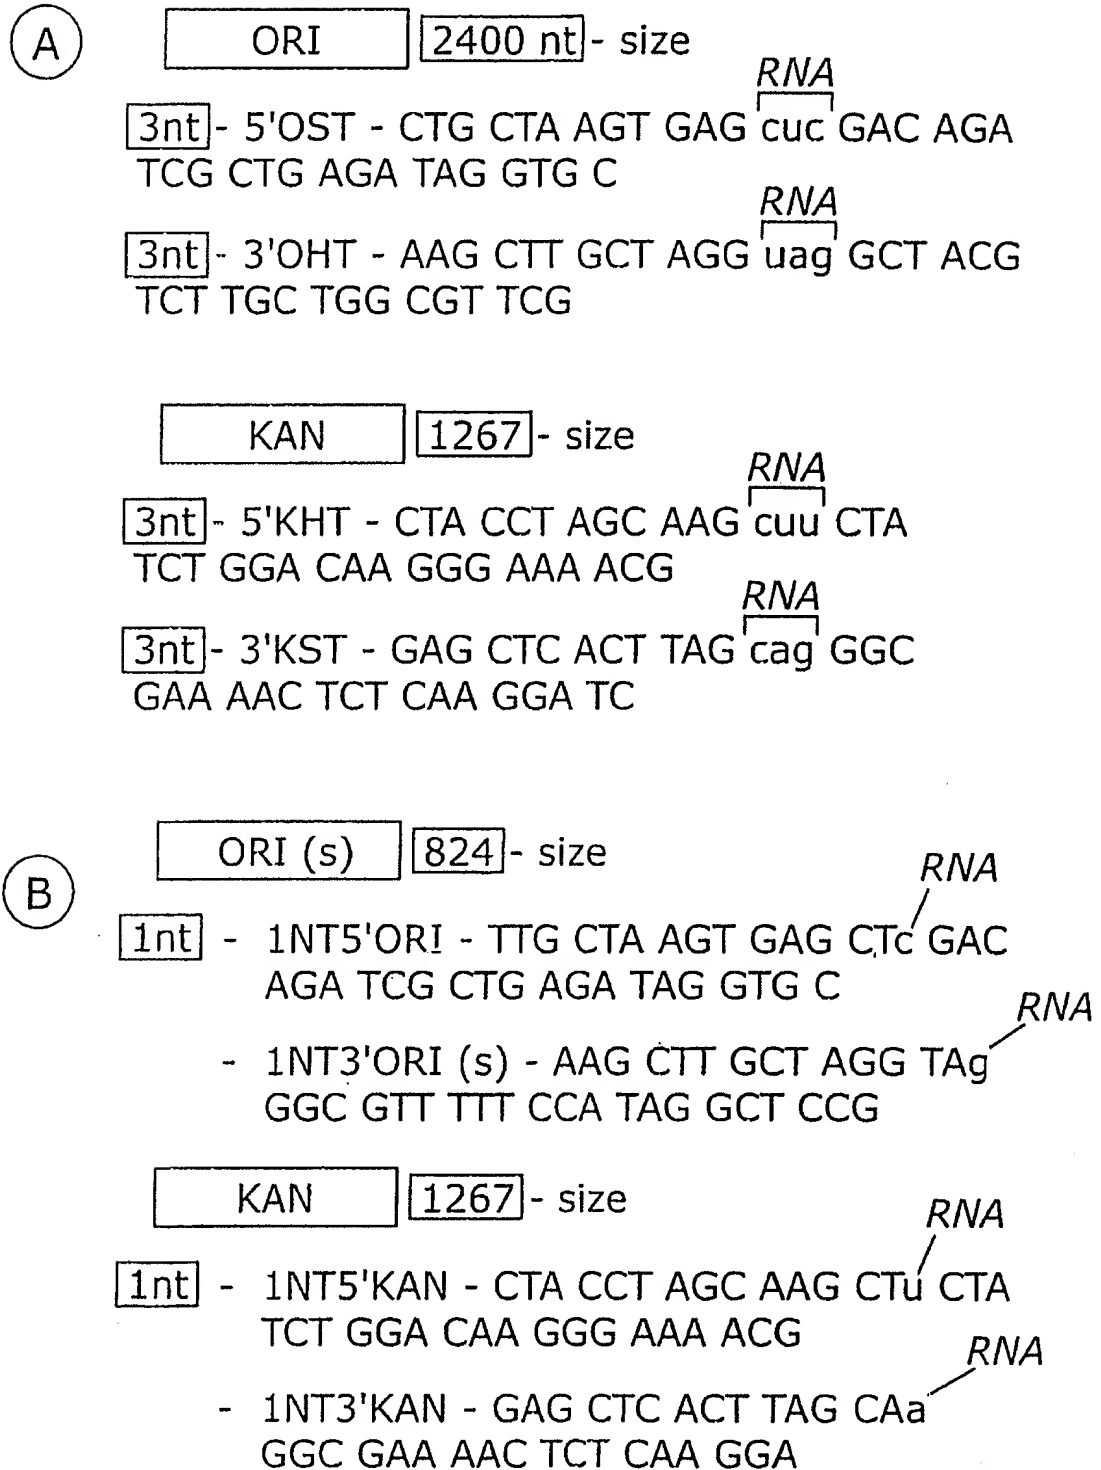 A ORI 2400 nt - size
RNA
3nt - 5'OST - CTG CTA AGT GAG cuc GAC AGA
TCG CTG AGA TAG GTG C
RNA
3nt - 3'OHT - AAG CTT GCT AGG uag GCT ACG
TCT TGC TGG CGT TCG
KAN 1267 - size
RNA
3nt - 5'KHT - CTA CCT AGC AAG cuu CTA
TCT GGA CAA GGG AAA ACG
RNA
3nt - 3'KST - GAG CTC ACT TAG cag GGC
GAA AAC TCT CAA GGA TC
ORI (s) 824 - size
B
RNA
1nt - 1NT5'ORI - TTG CTA AGT GAG CTc GAC
AGA TCG CTG AGA TAG GTG C
RNA
- 1NT3'ORI (s) - AAG CTT GCT AGG TAg
GGC GTT TTT CCA TAG GCT CCG
KAN 1267 - size
RNA
1nt - 1NT5'KAN - CTA CCT AGC AAG CTu CTA
TCT GGA CAA GGG AAA ACG
RNA
- 1NT3'KAN - GAG CTC ACT TAG CAa
GGC GAA AAC TCT CAA GGA